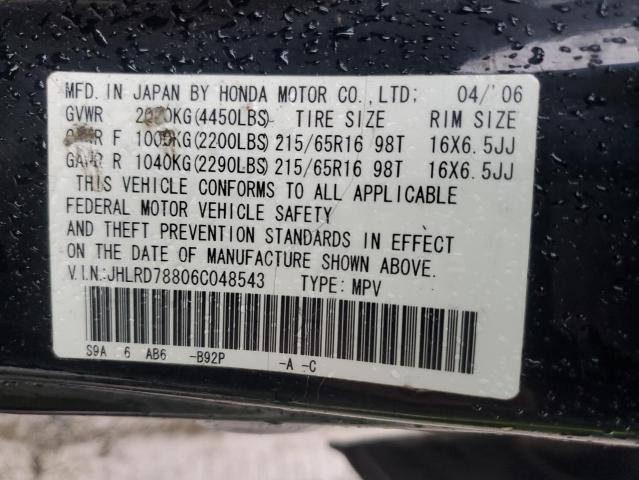 MFD. IN JAPAN BY HONDA MOTOR CO.,LTD; 04/'06
GVWR (4450LBS) TIRE SIZE RIM SIZE
F 1000KG(2200LBS) 215/65R16 98T 16X6.5JJ
GAWR R 1040KG(2290LBS) 215/65R16 98T 16X6.5JJ
THIS VEHICLE CONFORMS TO ALL APPLICABLE
FEDERAL MOTOR VEHICLE SAFETY
AND THEFT PREVENTION STANDARDS IN EFFECT
ON THE DATE OF MANUFACTURE SHOWN ABOVE.
V.I.N.:JHLRD78806C048543 TYPE: MPV
S9A 6 AB6 -B92P -A -C